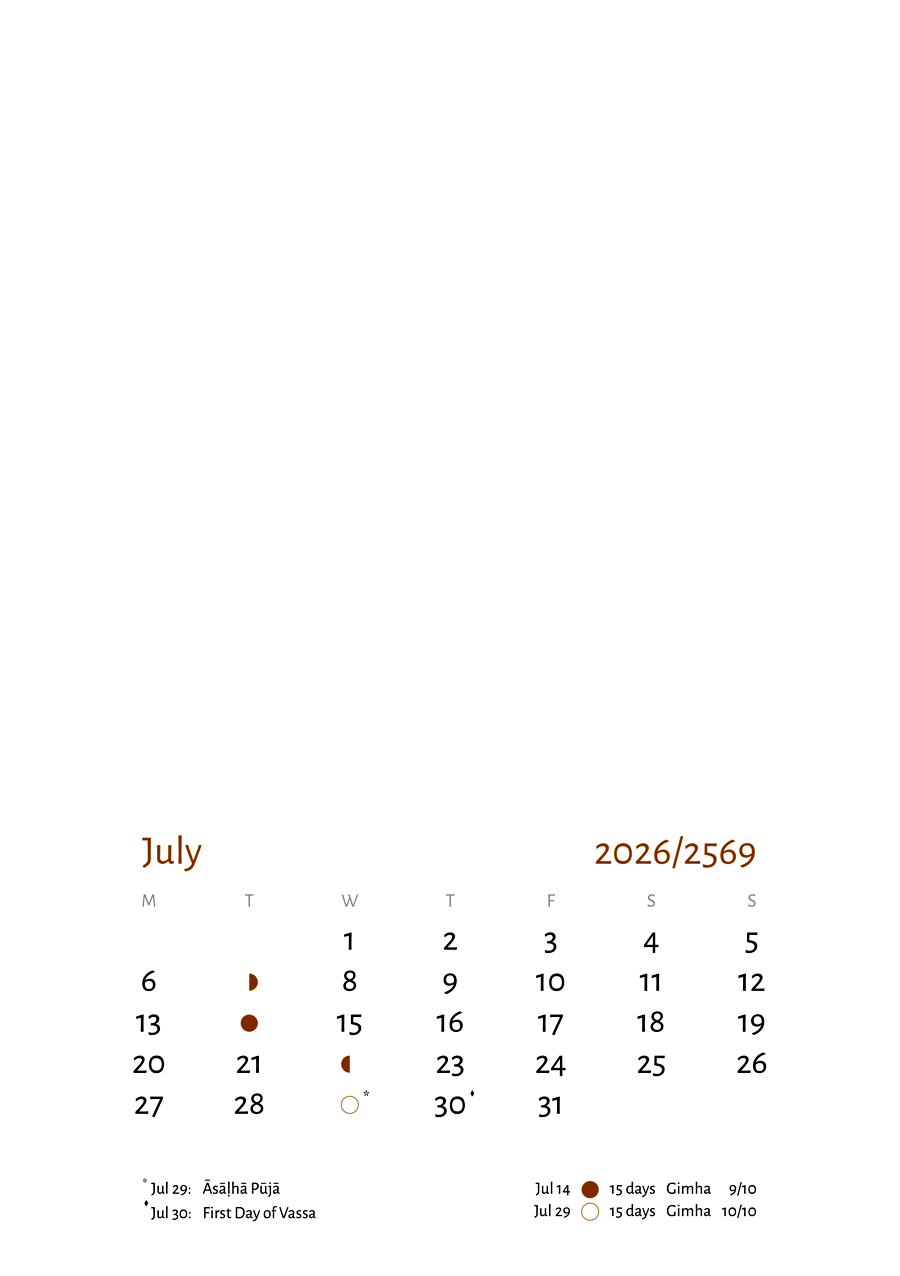 July 2026/2569
M T W T F S S
1 2 3 4 5
6 8 9 10 11 12
13 15 16 17 18 19
20 21 23 24 25 26
27 28 * 30♦ 31
* Jul 29: Āsāḷhā Pūjā
♦ Jul 30: First Day of Vassa
Jul 14 15 days Gimha 9/10
Jul 29 15 days Gimha 10/10